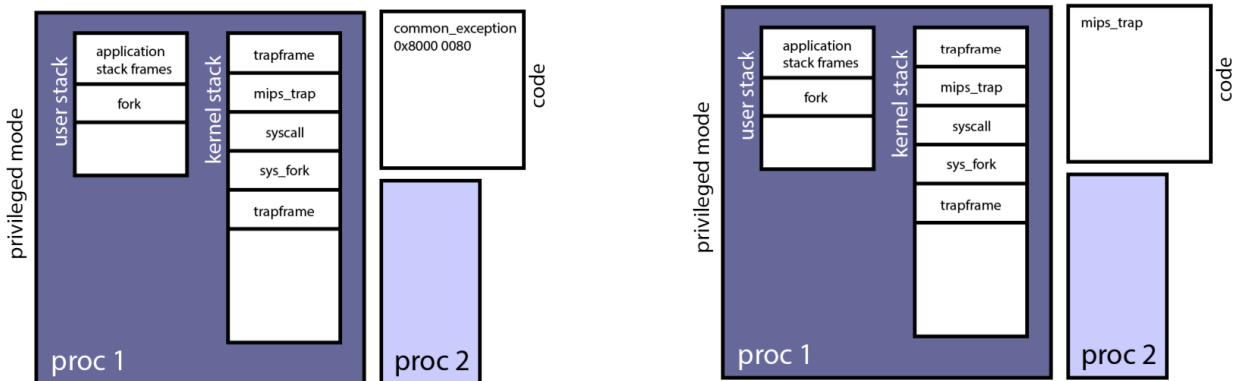 privileged mode
user stack
application
stack frames
fork
kernel stack
trapframe
mips_trap
syscall
sys_fork
trapframe
proc 1
common_exception
0x8000 0080
code
proc 2
privileged mode
user stack
application
stack frames
fork
kernel stack
trapframe
mips_trap
syscall
sys_fork
trapframe
proc 1
mips_trap
code
proc 2